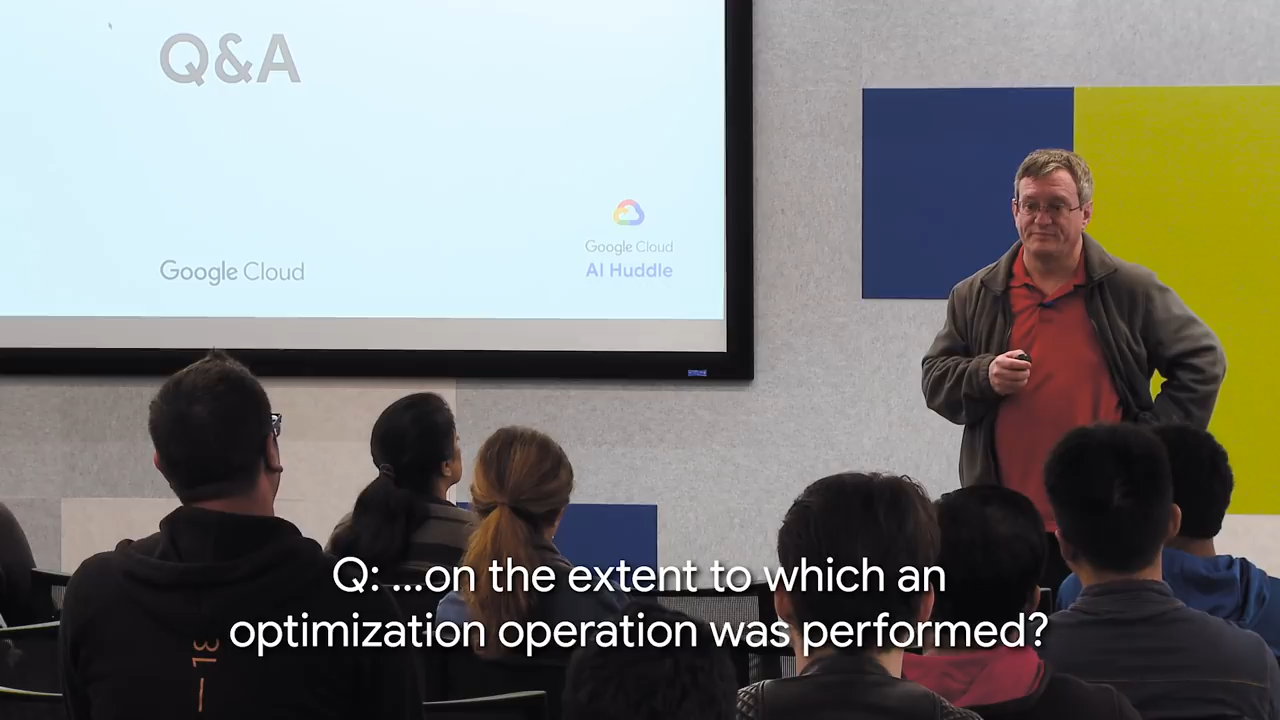 Q&A
Google Cloud
AI Huddle
Google Cloud
Q: ...on the extent to which an
optimization operation was performed?